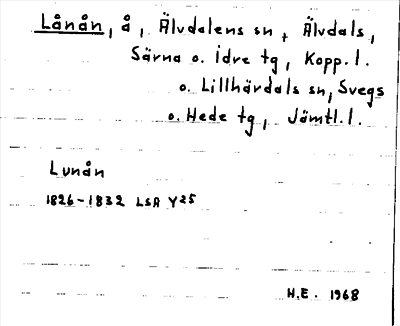 Lånån, å, Älvdalens sn, Älvdals,
Särna o. Idre tg, Kopp.l.
o. Lillhärdals sn, Svegs
o. Hede tg, Jämtl.l.
Lunån
1826-1832 LSA Y25
H.E. 1968